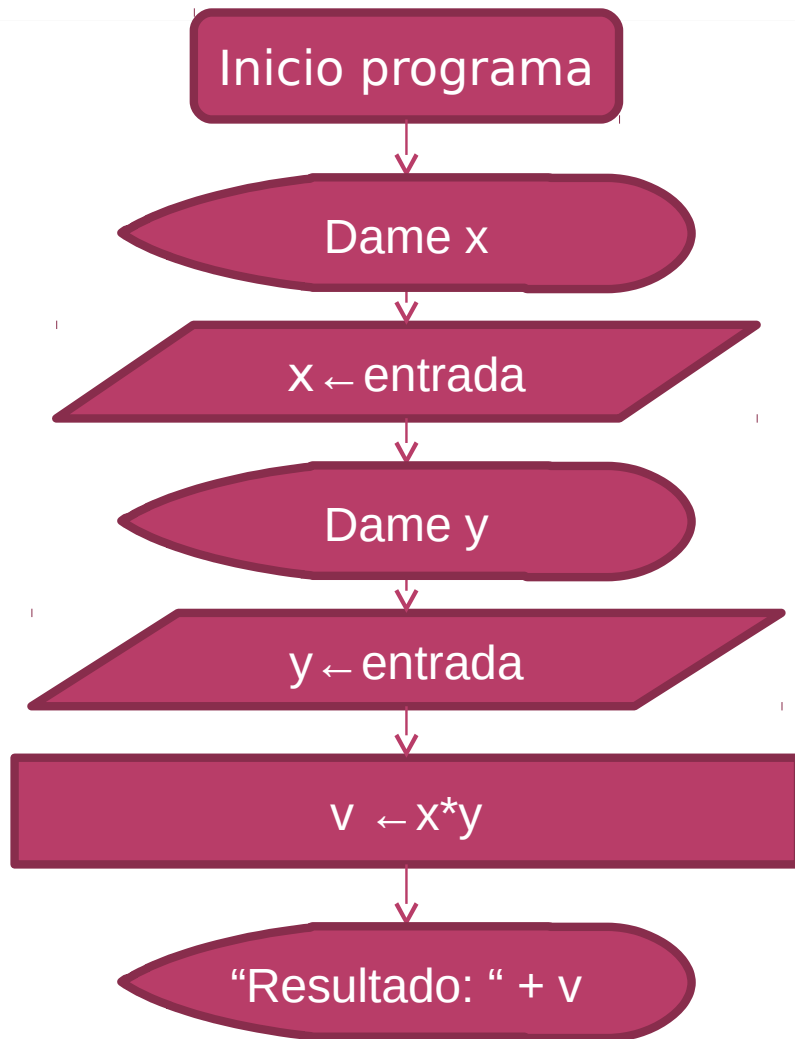 Inicio programa
Dame x
x←entrada
Dame y
y←entrada
v ←x*y
“Resultado: “ + v